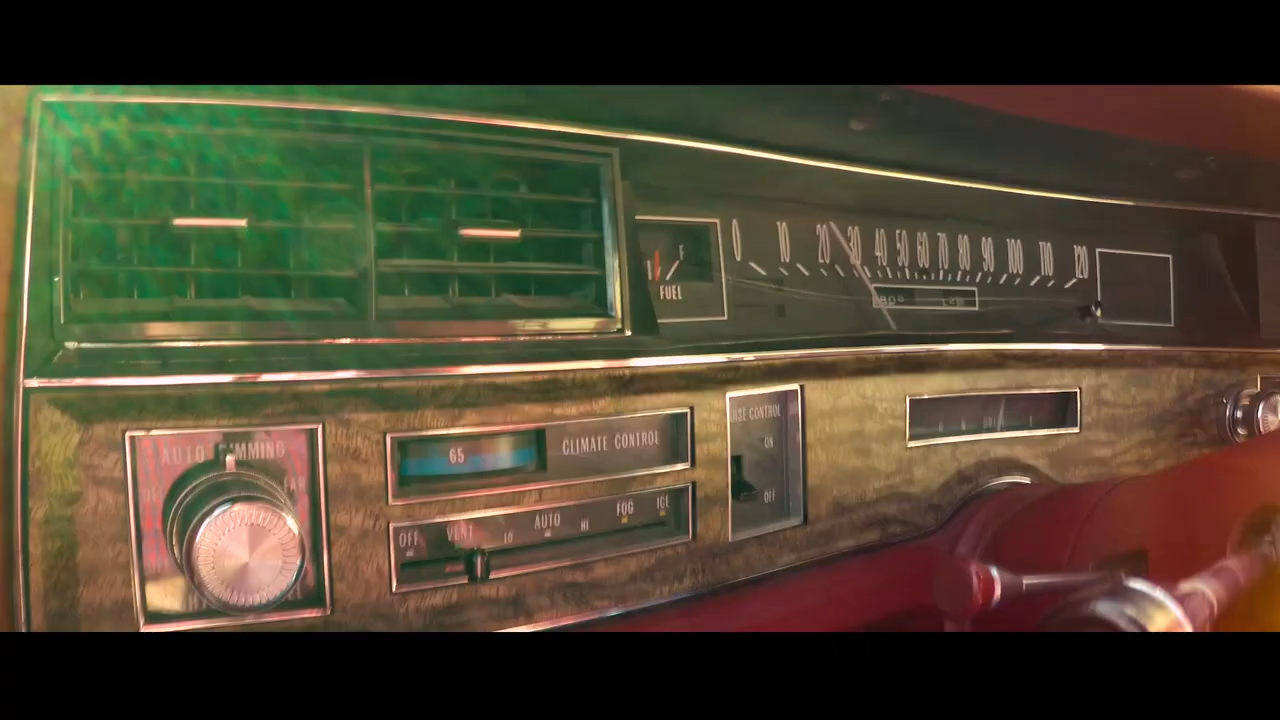 F
FUEL
0 10 20 30 40 50 60 70 80 90 100 110 120
AUTO DIMMING
65
CLIMATE CONTROL
OFF VENT LO AUTO HI FOG ICE
CONTROL
ON
OFF